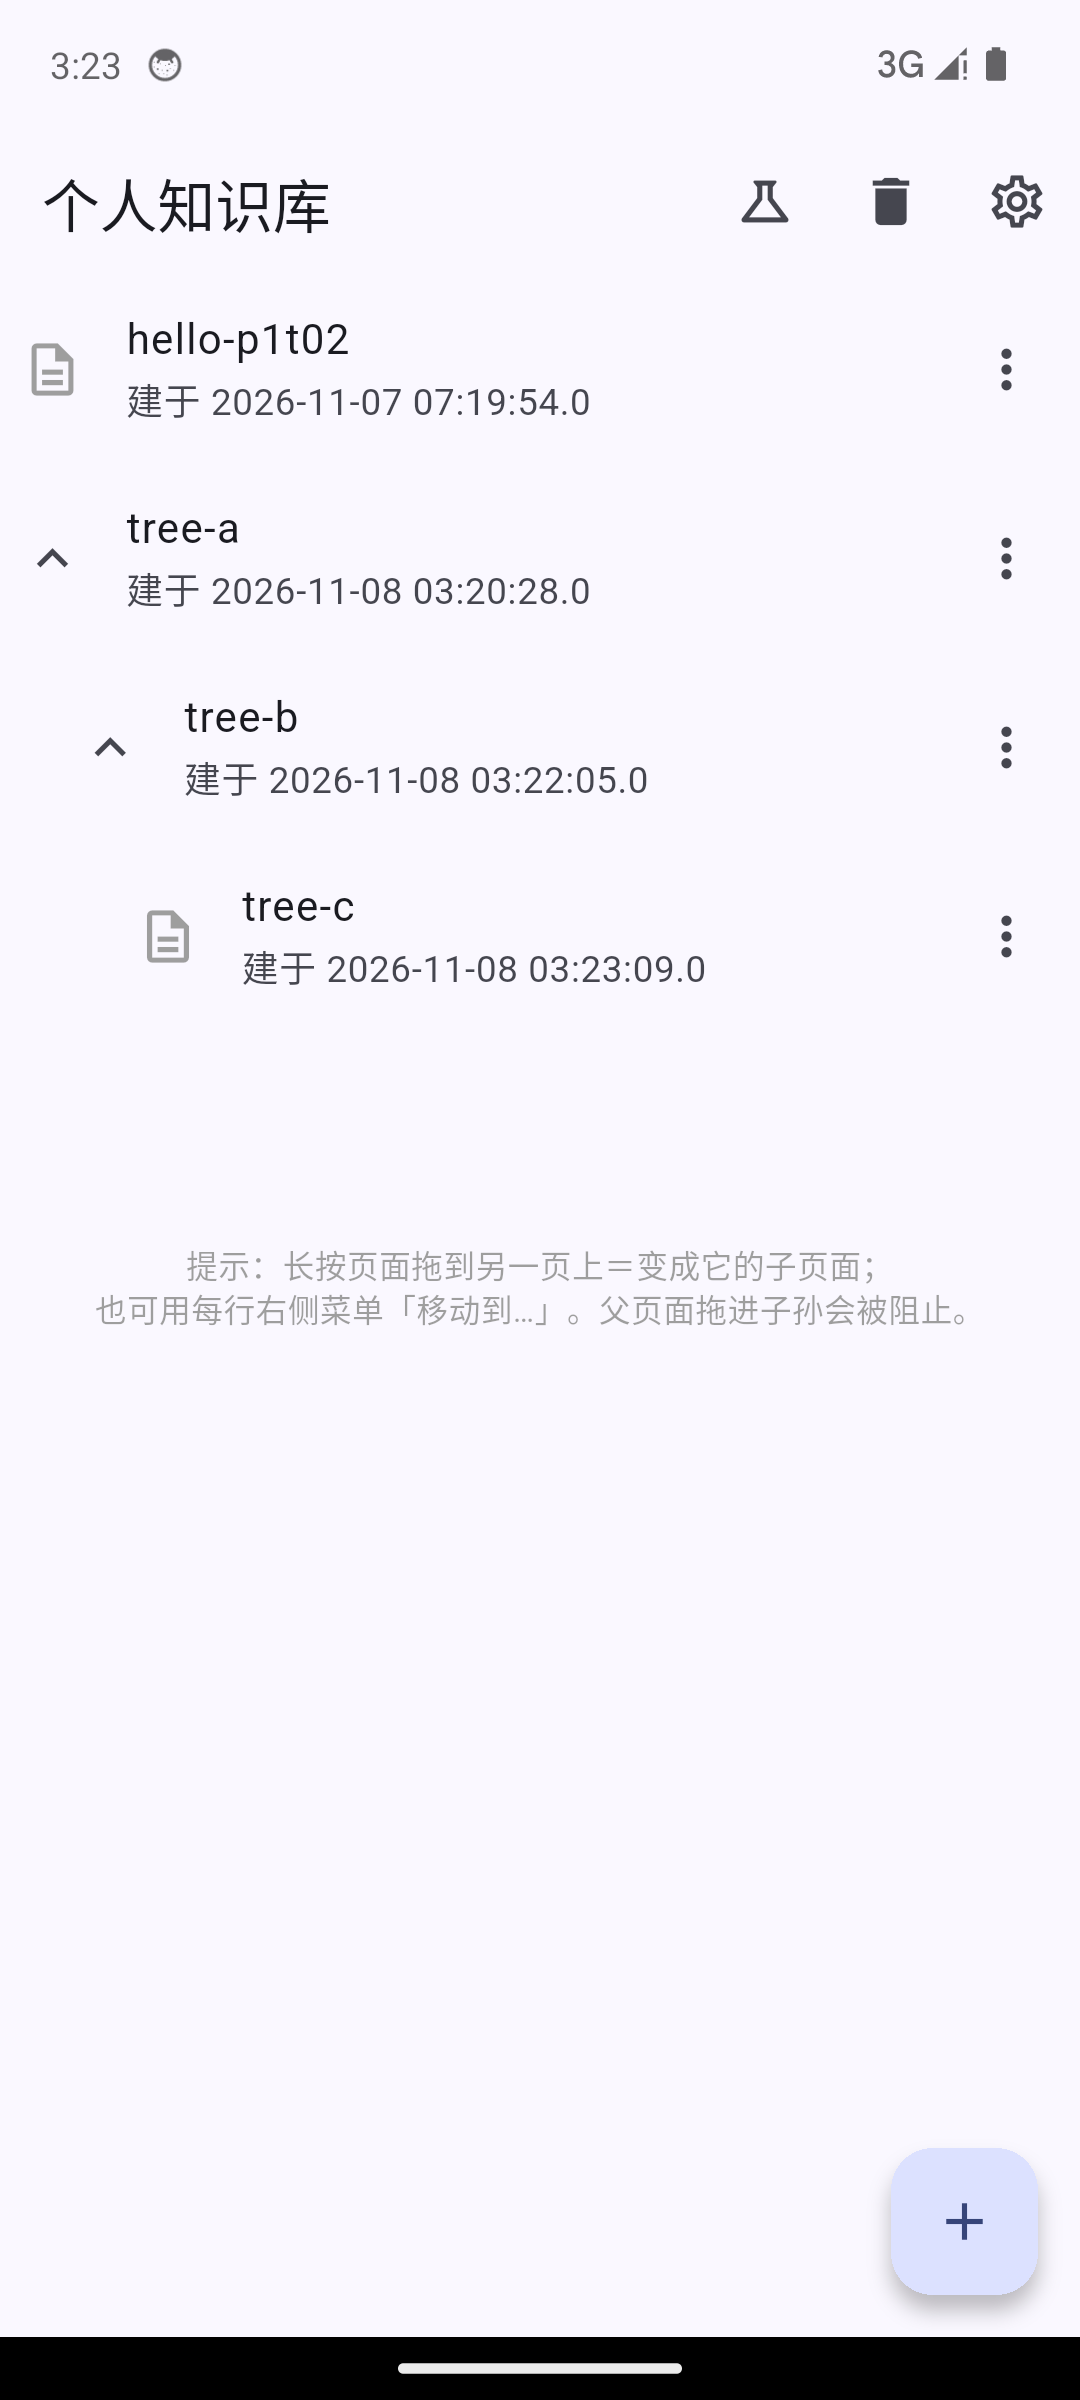 3:23
3G
个人知识库
hello-p1t02
建于 2026-11-07 07:19:54.0
tree-a
建于 2026-11-08 03:20:28.0
tree-b
建于 2026-11-08 03:22:05.0
tree-c
建于 2026-11-08 03:23:09.0
提示：长按页面拖到另一页上＝变成它的子页面；
也可用每行右侧菜单「移动到…」。父页面拖进子孙会被阻止。